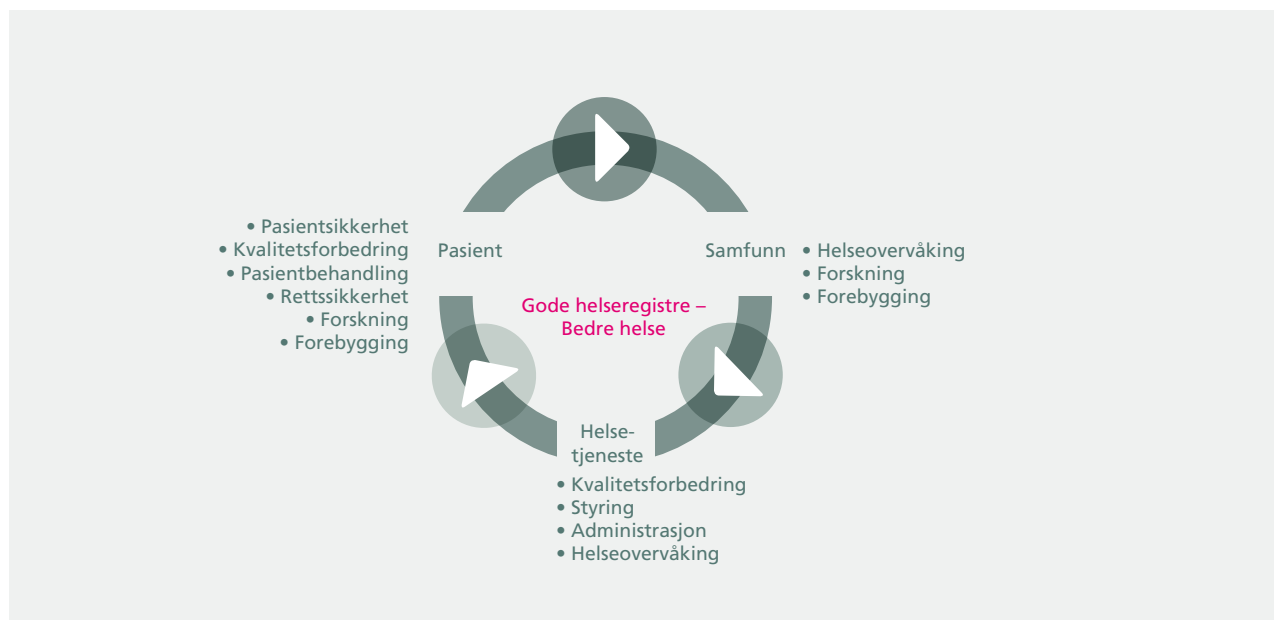 • Pasientsikkerhet
• Kvalitetsforbedring
• Pasientbehandling
• Rettssikkerhet
• Forskning
• Forebygging
Pasient
Samfunn
• Helseovervåking
• Forskning
• Forebygging
Gode helseregistre –
Bedre helse
Helse-
tjeneste
• Kvalitetsforbedring
• Styring
• Administrasjon
• Helseovervåking